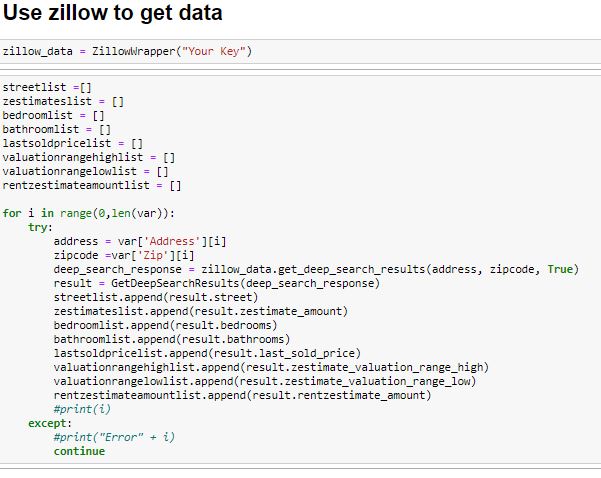 Use zillow to get data
zillow_data = ZillowWrapper("Your Key")
streetlist =[]
zestimateslist = []
bedroomlist = []
bathroomlist = []
lastsoldpricelist = []
valuationrangehighlist = []
valuationrangelowlist = []
rentzestimateamountlist = []
for i in range(0,len(var)):
    try:
        address = var['Address'][i]
        zipcode =var['Zip'][i]
        deep_search_response = zillow_data.get_deep_search_results(address, zipcode, True)
        result = GetDeepSearchResults(deep_search_response)
        streetlist.append(result.street)
        zestimateslist.append(result.zestimate_amount)
        bedroomlist.append(result.bedrooms)
        bathroomlist.append(result.bathrooms)
        lastsoldpricelist.append(result.last_sold_price)
        valuationrangehighlist.append(result.zestimate_valuation_range_high)
        valuationrangelowlist.append(result.zestimate_valuation_range_low)
        rentzestimateamountlist.append(result.rentzestimate_amount)
        #print(i)
    except:
        #print("Error" + i)
        continue